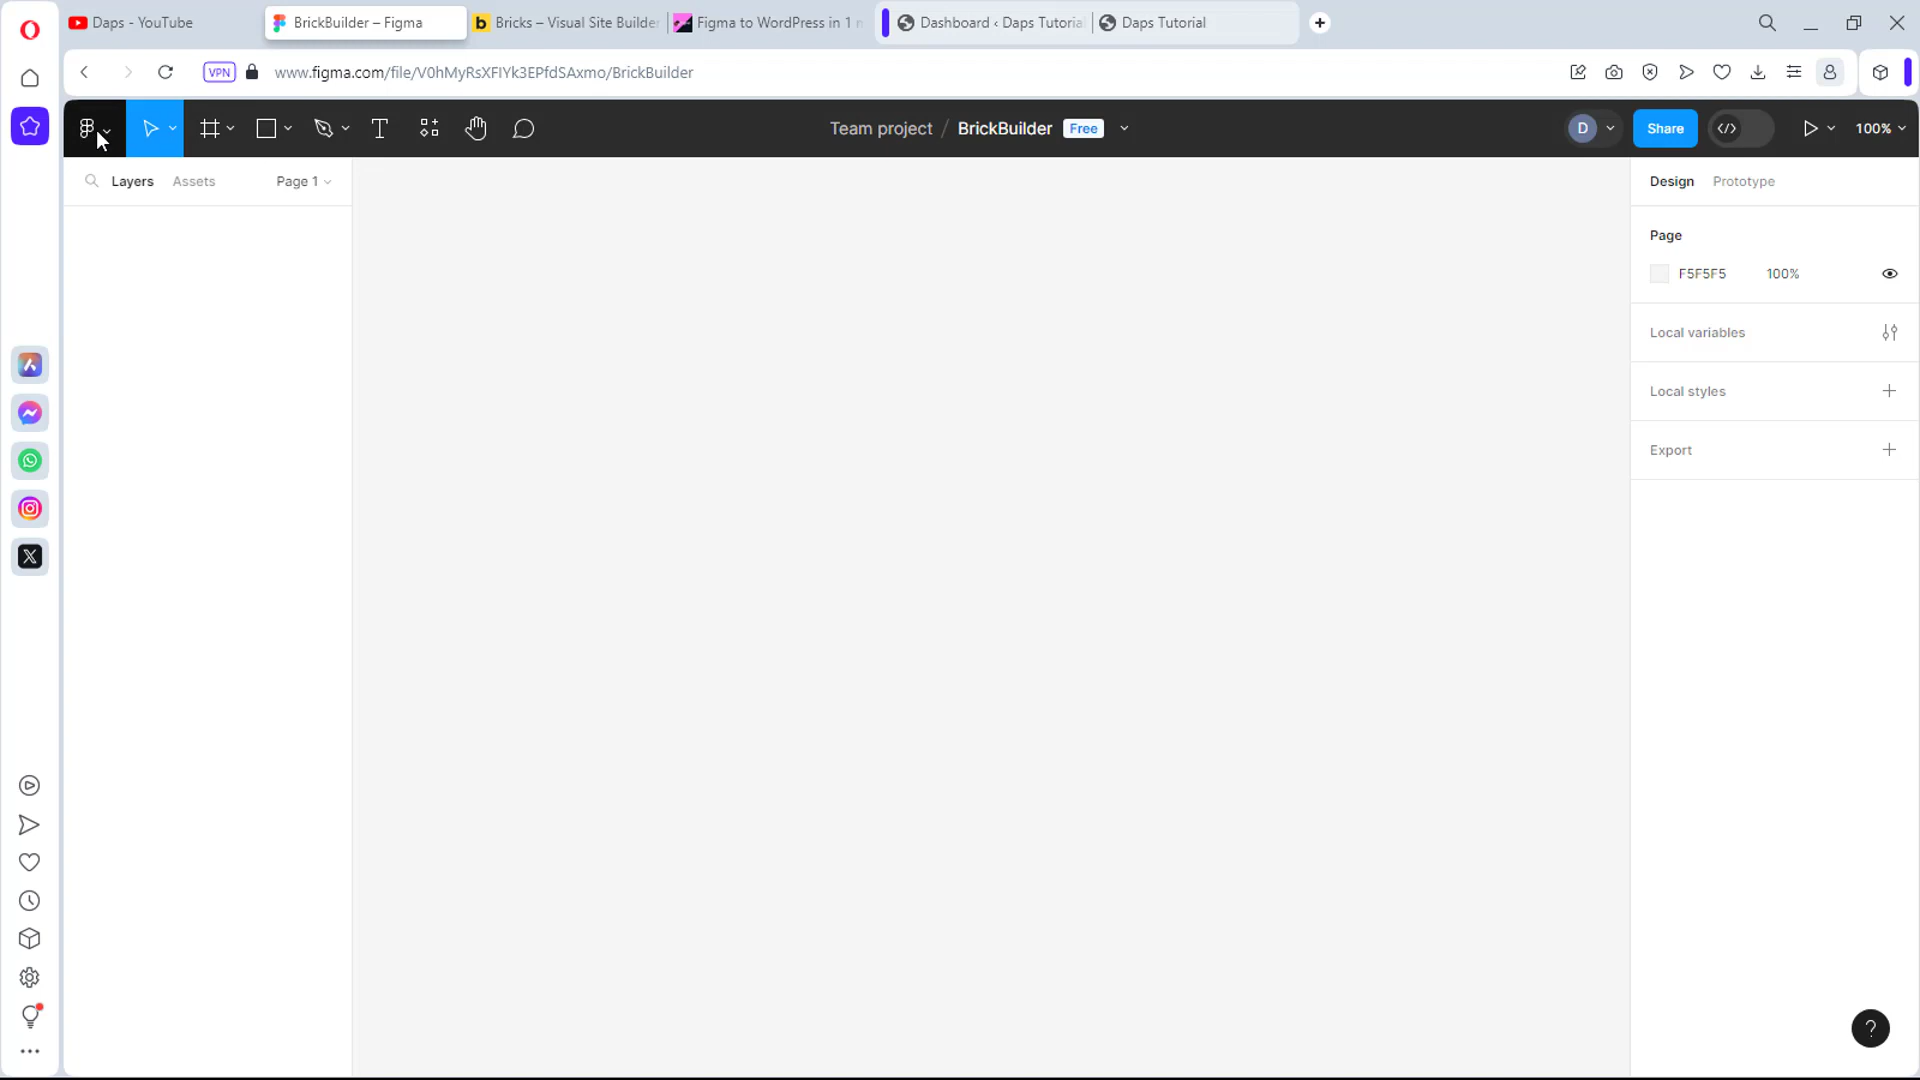 Daps - YouTube
BrickBuilder – Figma
Bricks – Visual Site Builder
Figma to WordPress in 1
Dashboard ‹ Daps Tutorial
Daps Tutorial
VPN
www.figma.com/file/V0hMyRsXFIYk3EPfdSAxmo/BrickBuilder
Team project / BrickBuilder Free
D
Share
100%
Layers
Assets
Page 1
Design
Prototype
Page
F5F5F5 100%
Local variables
Local styles
Export
?